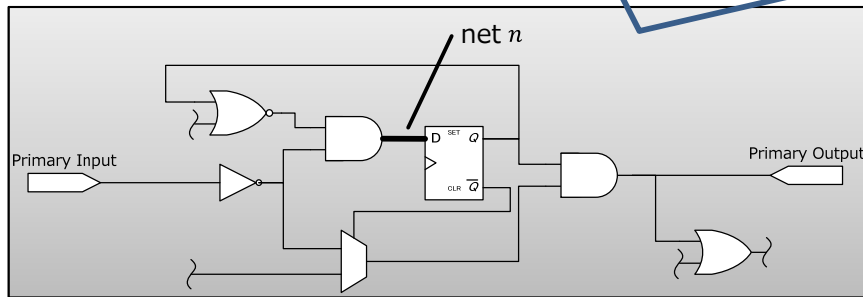 net n
D SET Q
Primary Input
Primary Output
CLR Q̅